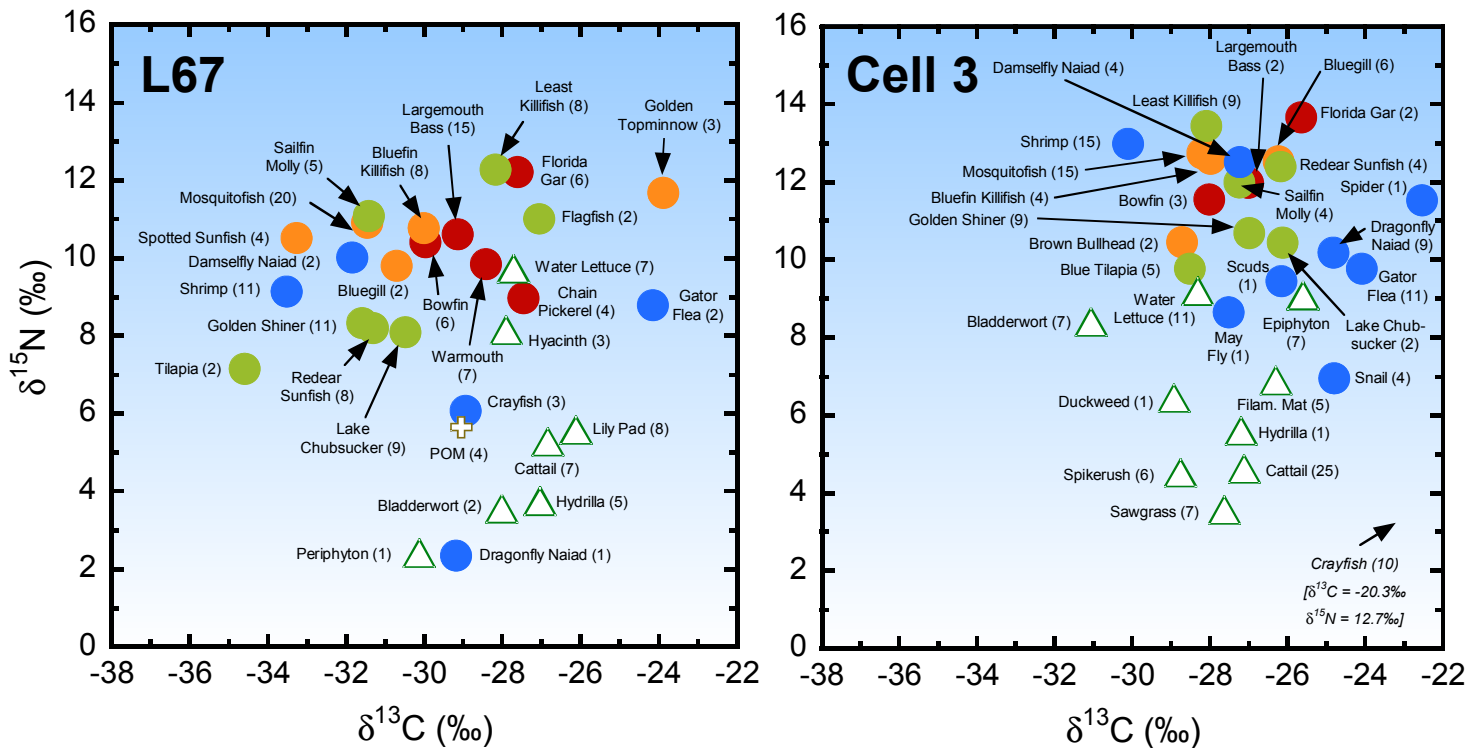 L67
16
14
12
10
8
6
4
2
0
δ15N (‰)
-38
-36
-34
-32
-30
-28
-26
-24
-22
δ13C (‰)
Least
Killifish (8)
Golden
Topminnow (3)
Largemouth
Bass (15)
Sailfin
Molly (5)
Bluefin
Killifish (8)
Florida
Gar (6)
Mosquitofish (20)
Flagfish (2)
Spotted Sunfish (4)
Damselfly Naiad (2)
Water Lettuce (7)
Shrimp (11)
Bluegill (2)
Bowfin
(6)
Chain
Pickerel (4)
Gator
Flea (2)
Golden Shiner (11)
Hyacinth (3)
Warmouth
(7)
Tilapia (2)
Redear
Sunfish (8)
Crayfish (3)
Lake
Chubsucker (9)
POM (4)
Lily Pad (8)
Cattail (7)
Bladderwort (2)
Hydrilla (5)
Periphyton (1)
Dragonfly Naiad (1)
Cell 3
16
14
12
10
8
6
4
2
0
-38
-36
-34
-32
-30
-28
-26
-24
-22
δ13C (‰)
Largemouth
Bass (2)
Damselfly Naiad (4)
Bluegill (6)
Least Killifish (9)
Florida Gar (2)
Shrimp (15)
Mosquitofish
(15)
Redear Sunfish (4)
Bluefin Killifish (4)
Spider (1)
Bowfin (3)
Sailfin
Molly (4)
Golden Shiner
(9)
Dragonfly
Naiad (9)
Brown Bullhead (2)
Blue Tilapia (5)
Scuds
(1)
Gator
Flea (11)
Water
Lettuce (11)
Bladderwort (7)
Epiphyton
(7)
Lake Chub-
sucker (2)
May
Fly (1)
Snail (4)
Duckweed (1)
Filam. Mat (5)
Hydrilla (1)
Spikerush (6)
Cattail (25)
Sawgrass (7)
Crayfish (10)
[δ13C = -20.3‰
δ15N = 12.7‰]